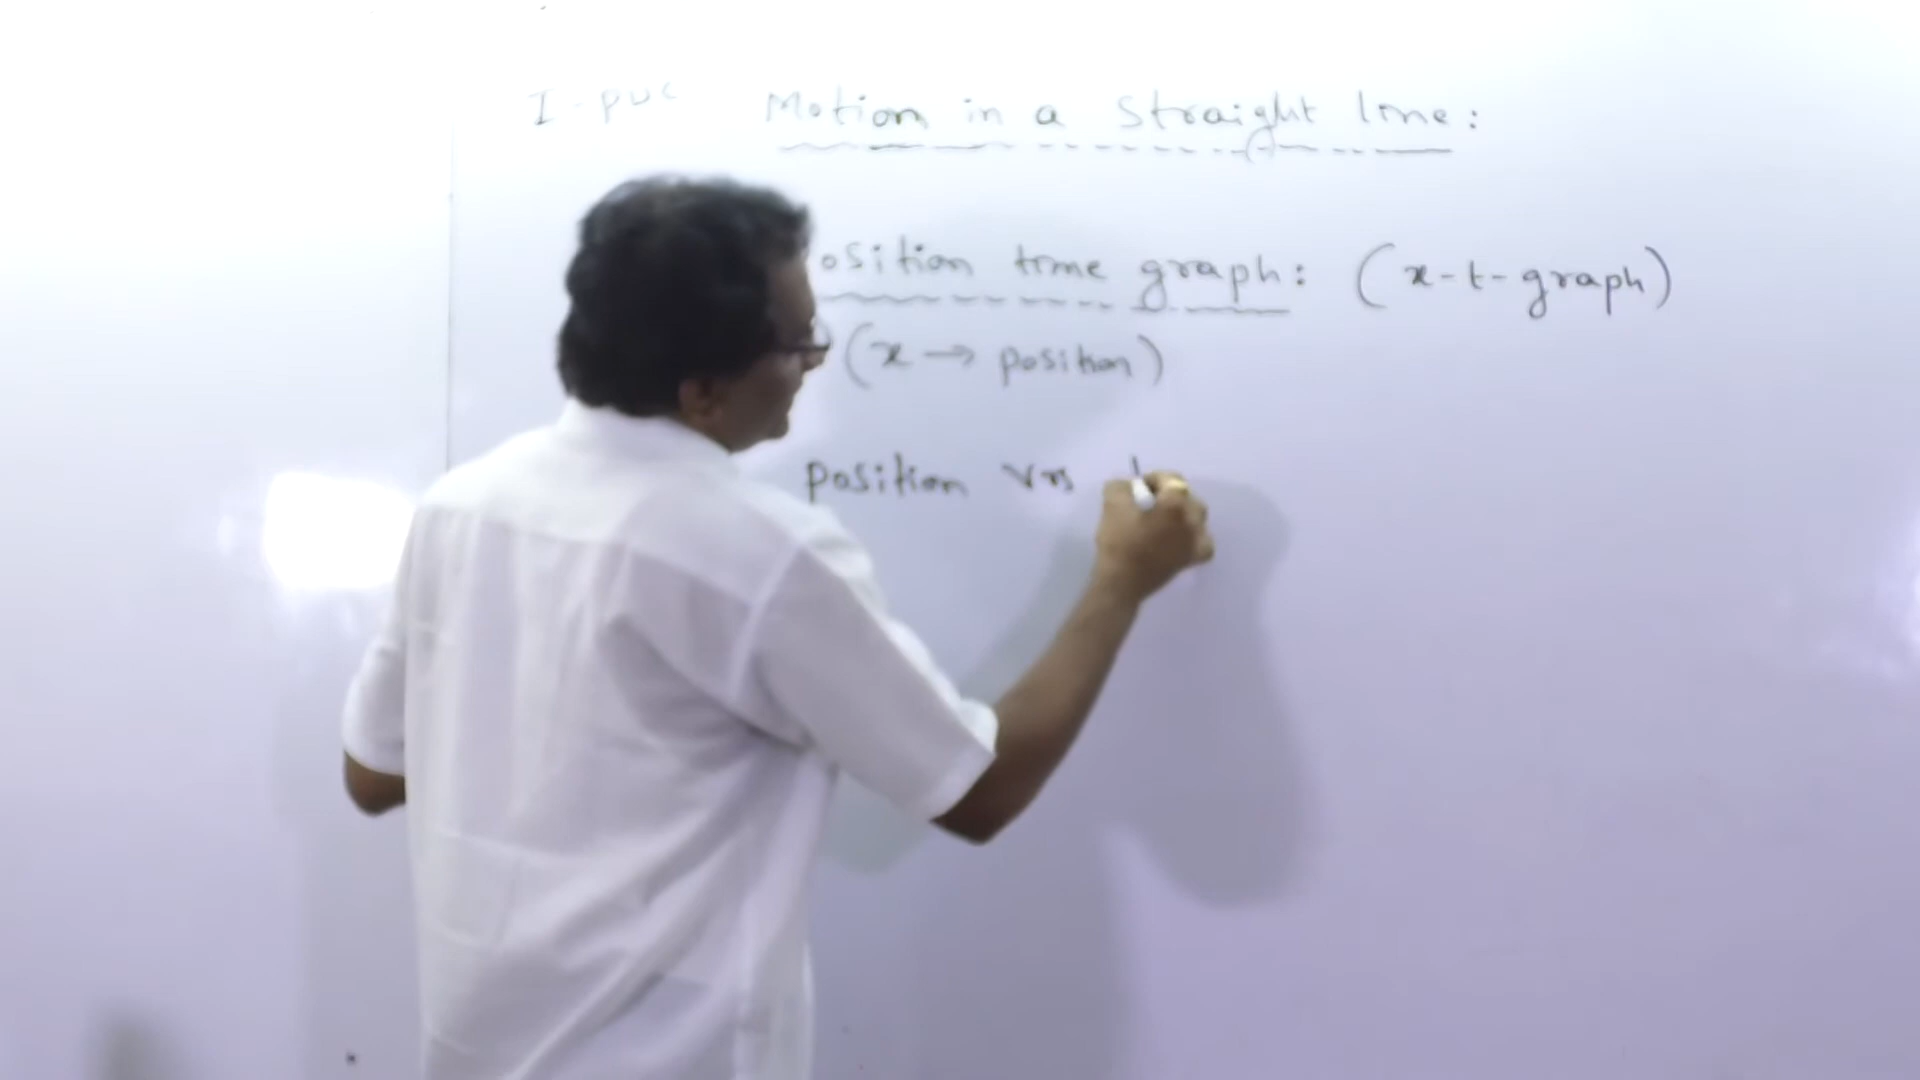 I - PUC Motion in a Straight line:
osition time graph: (x-t-graph)
(x → position)
position Vrs